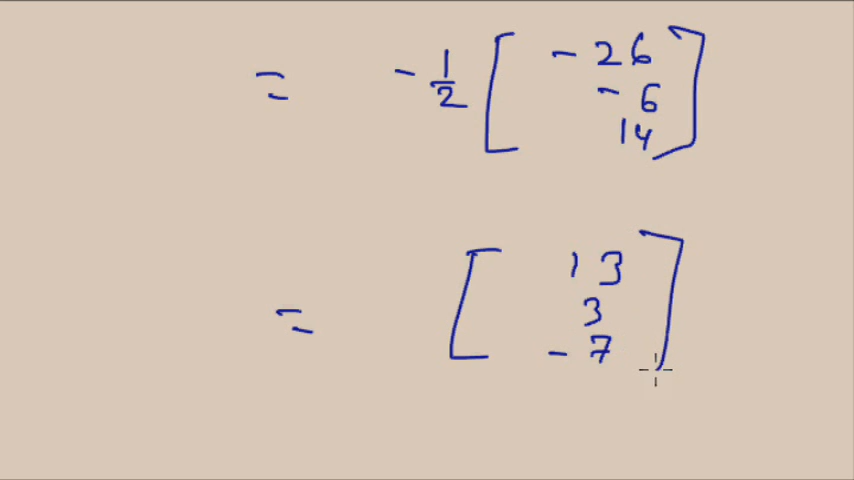 = - 1/2 [ - 26
- 6
14 ]
= [ 13
3
- 7 ]